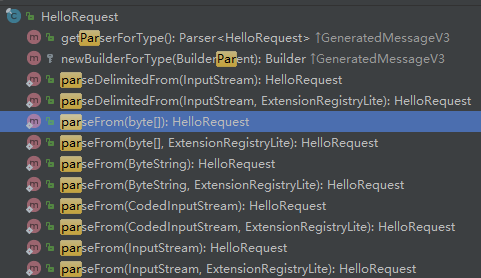 HelloRequest
getParserForType(): Parser<HelloRequest> ↑GeneratedMessageV3
newBuilderForType(BuilderParent): Builder ↑GeneratedMessageV3
parseDelimitedFrom(InputStream): HelloRequest
parseDelimitedFrom(InputStream, ExtensionRegistryLite): HelloRequest
parseFrom(byte[]): HelloRequest
parseFrom(byte[], ExtensionRegistryLite): HelloRequest
parseFrom(ByteString): HelloRequest
parseFrom(ByteString, ExtensionRegistryLite): HelloRequest
parseFrom(CodedInputStream): HelloRequest
parseFrom(CodedInputStream, ExtensionRegistryLite): HelloRequest
parseFrom(InputStream): HelloRequest
parseFrom(InputStream, ExtensionRegistryLite): HelloRequest